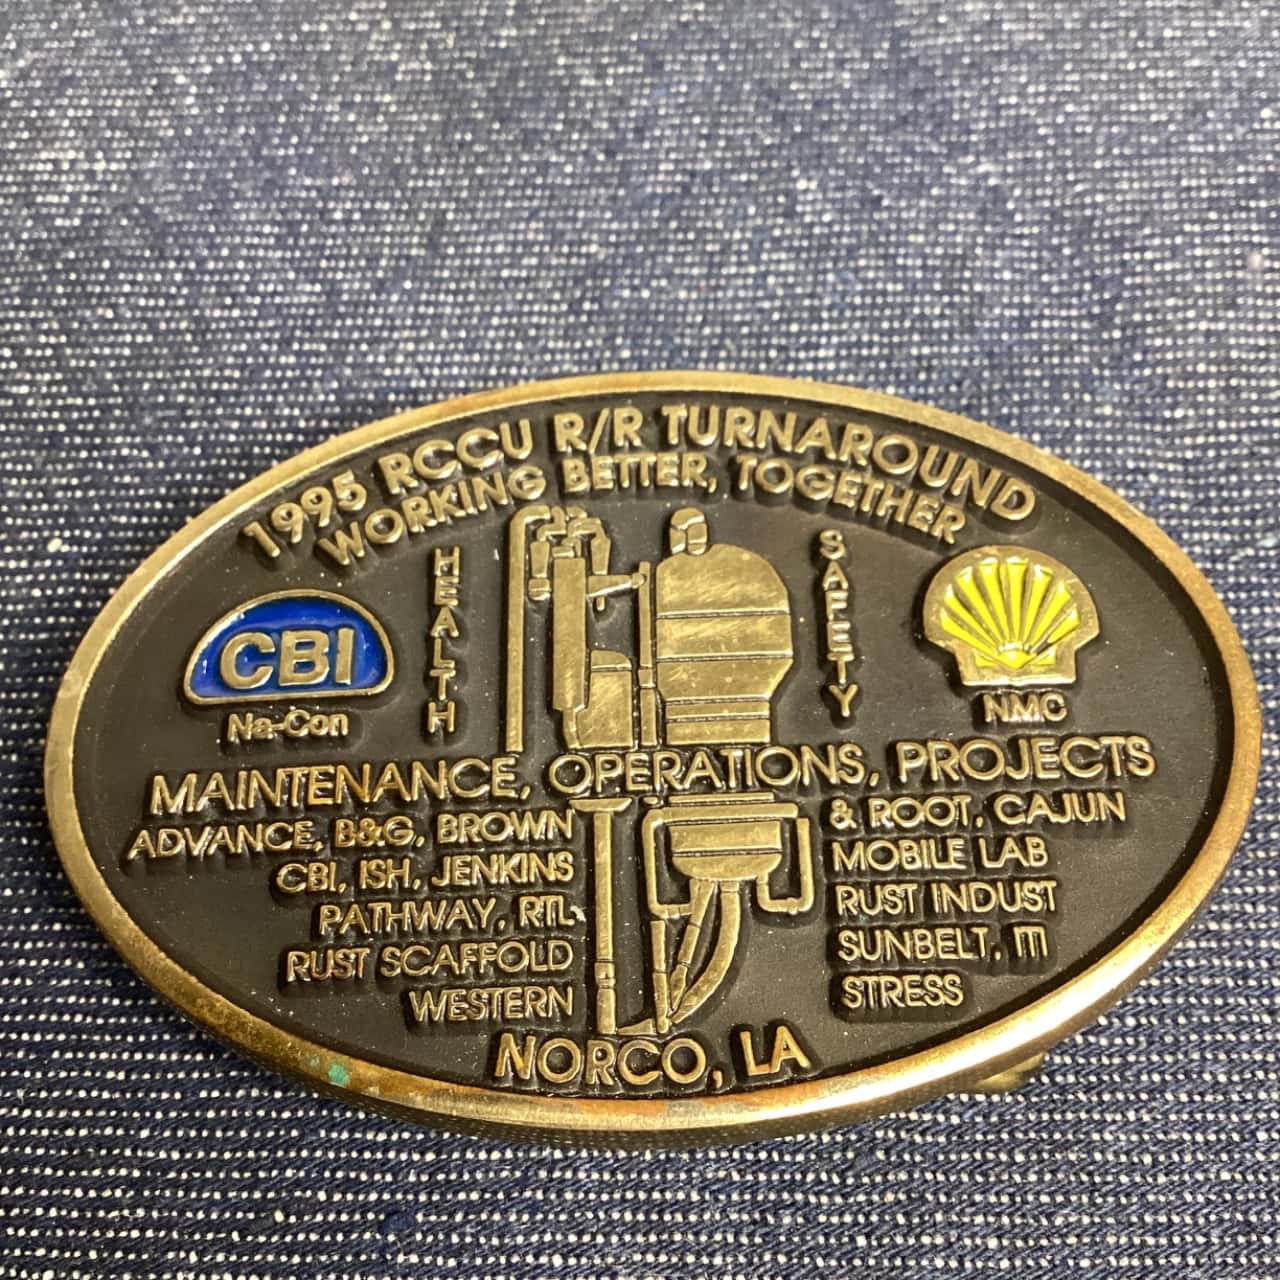 1995 RCCU R/R TURNAROUND
WORKING BETTER, TOGETHER
HEALTH
SAFETY
CBI
Na-Con
NMC
MAINTENANCE, OPERATIONS, PROJECTS
ADVANCE, B&G, BROWN
& ROOT, CAJUN
CBI, ISH, JENKINS
MOBILE LAB
PATHWAY, RTL
RUST INDUST
RUST SCAFFOLD
SUNBELT, ITI
WESTERN
STRESS
NORCO, LA